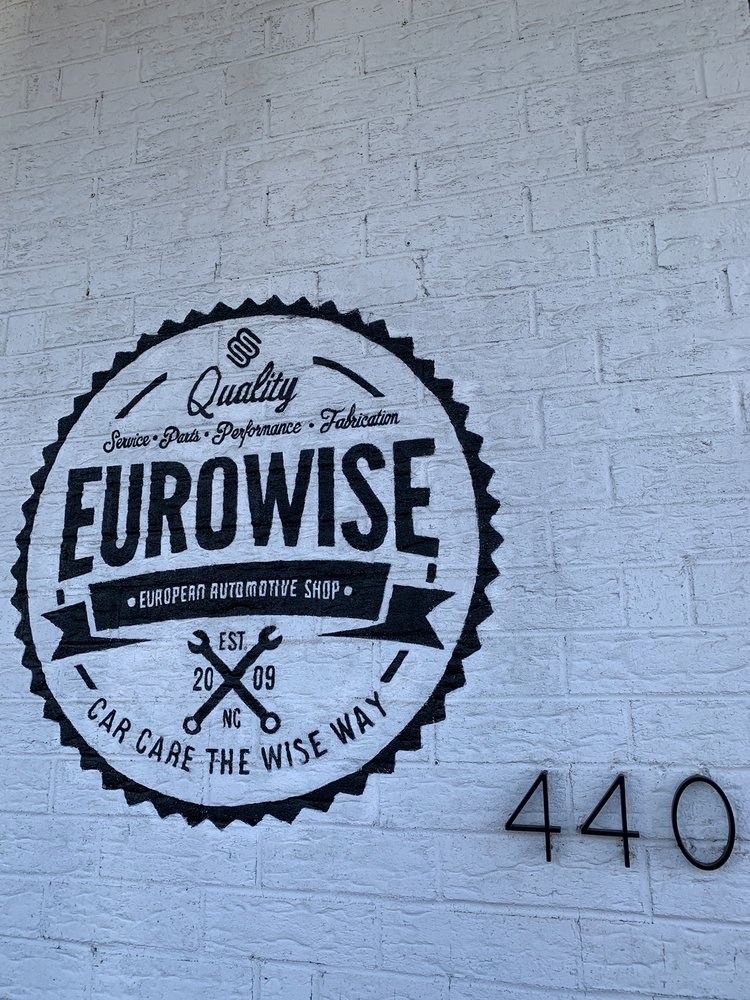 Quality
Service • Parts • Performance • Fabrication
EUROWISE
• EUROPEAN AUTOMOTIVE SHOP •
EST.
20 09
NC
CAR CARE THE WISE WAY
440